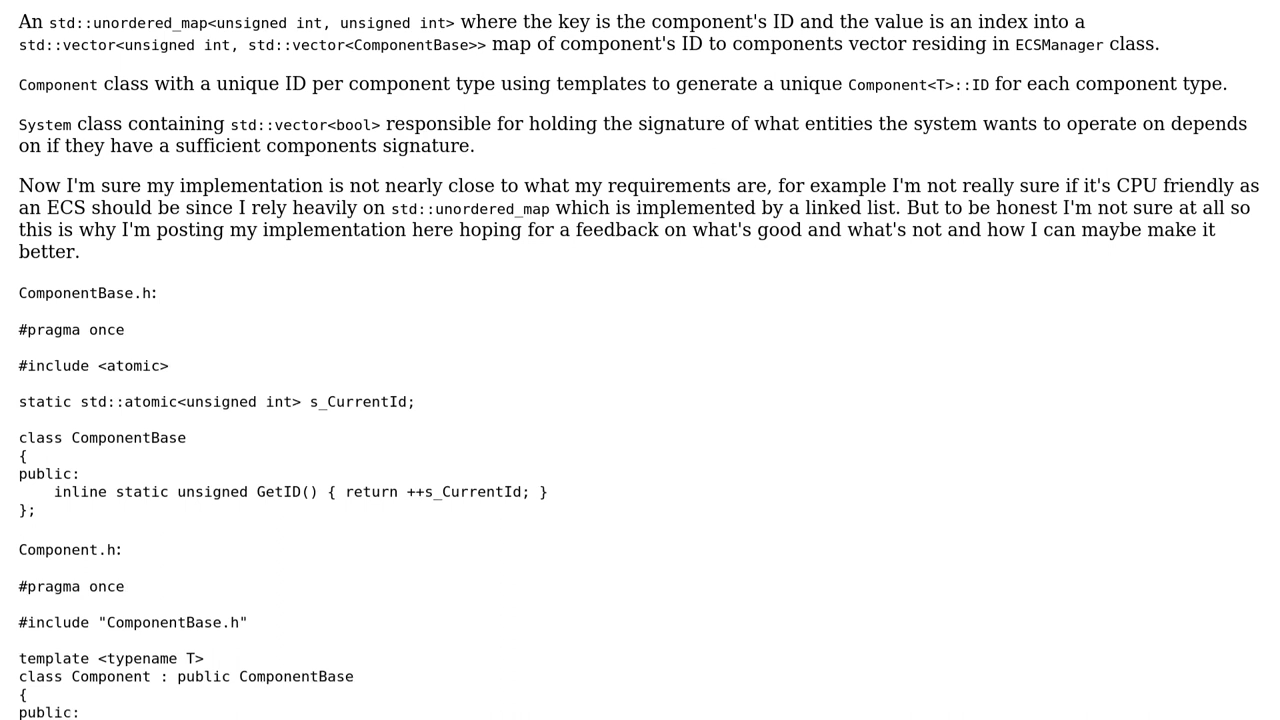 An std::unordered_map<unsigned int, unsigned int> where the key is the component's ID and the value is an index into a
std::vector<unsigned int, std::vector<ComponentBase>> map of component's ID to components vector residing in ECSManager class.
Component class with a unique ID per component type using templates to generate a unique Component<T>::ID for each component type.
System class containing std::vector<bool> responsible for holding the signature of what entities the system wants to operate on depends
on if they have a sufficient components signature.
Now I'm sure my implementation is not nearly close to what my requirements are, for example I'm not really sure if it's CPU friendly as
an ECS should be since I rely heavily on std::unordered_map which is implemented by a linked list. But to be honest I'm not sure at all so
this is why I'm posting my implementation here hoping for a feedback on what's good and what's not and how I can maybe make it
better.
ComponentBase.h:
#pragma once
#include <atomic>
static std::atomic<unsigned int> s_CurrentId;
class ComponentBase
{
public:
    inline static unsigned GetID() { return ++s_CurrentId; }
};
Component.h:
#pragma once
#include "ComponentBase.h"
template <typename T>
class Component : public ComponentBase
{
public: